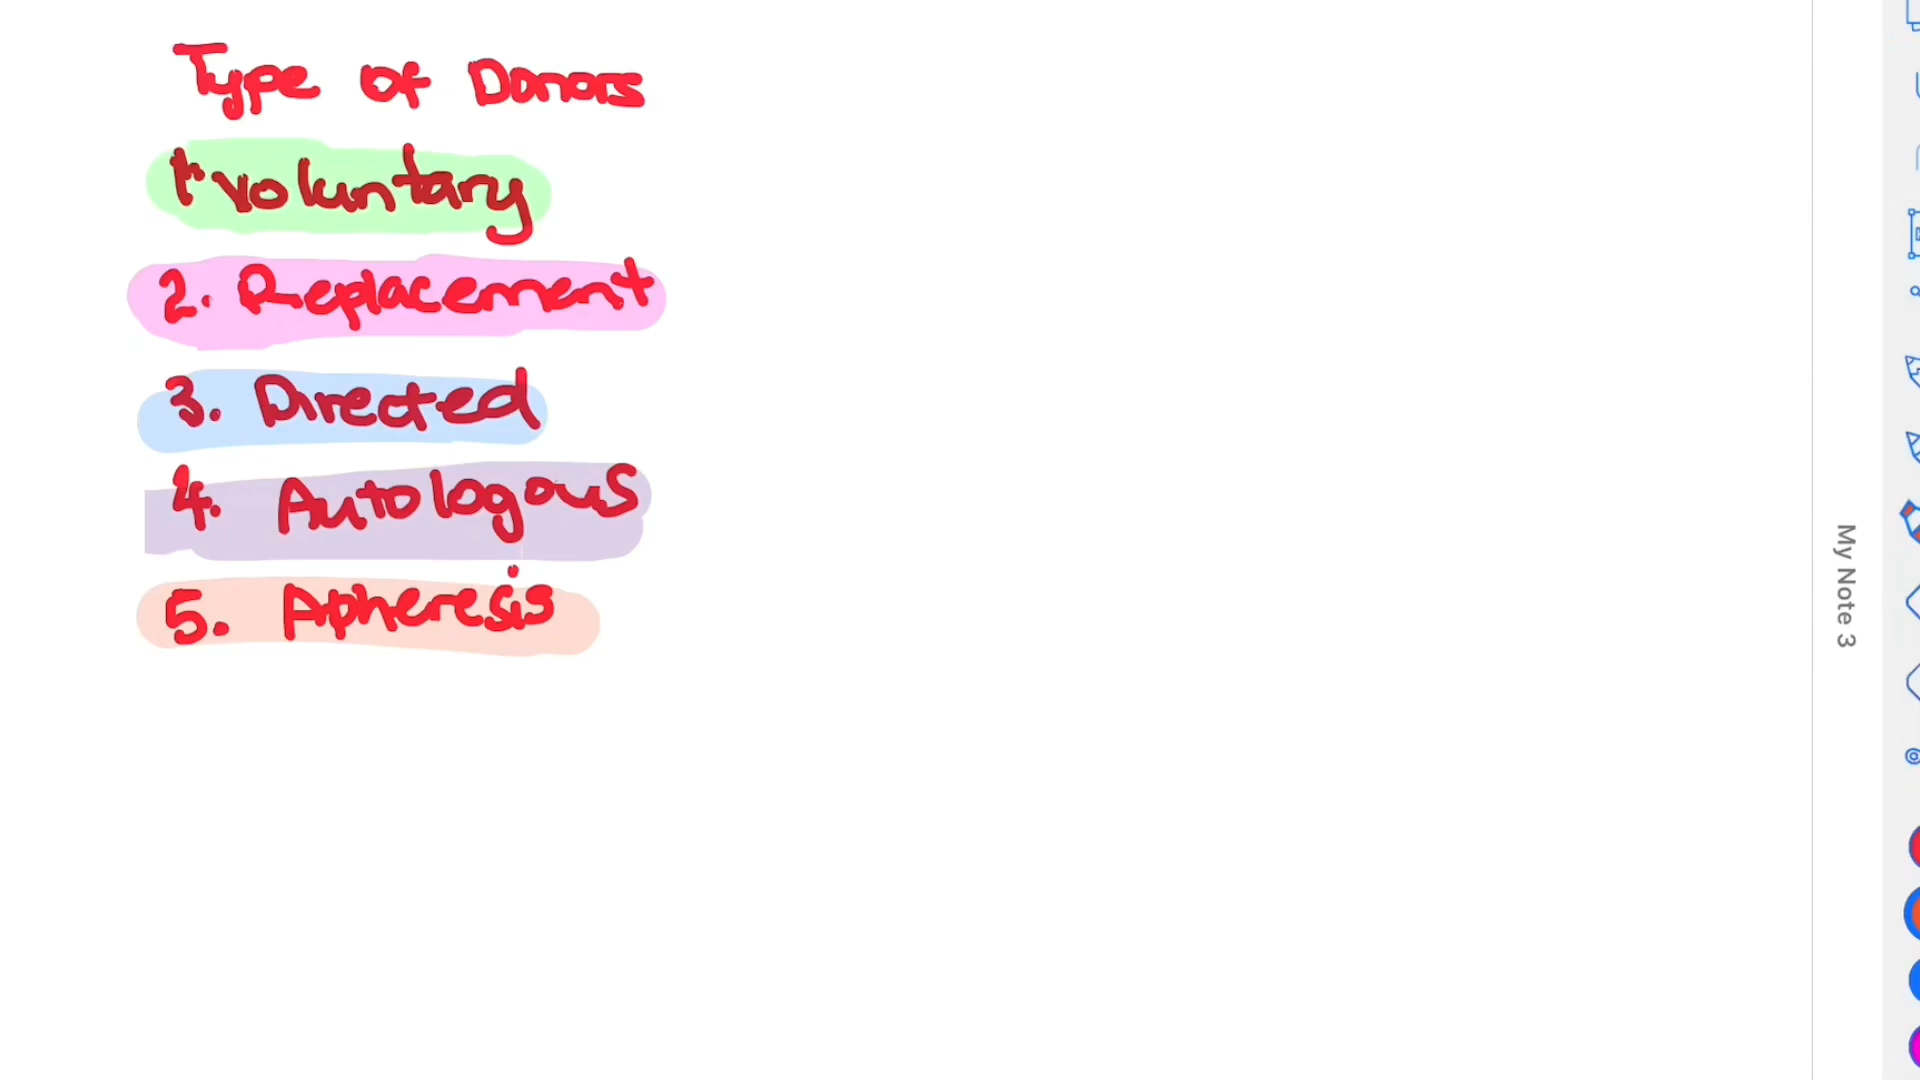 Type of Donors
1. Voluntary
2. Replacement
3. Directed
4. Autologous
5. Apheresis
My Note 3